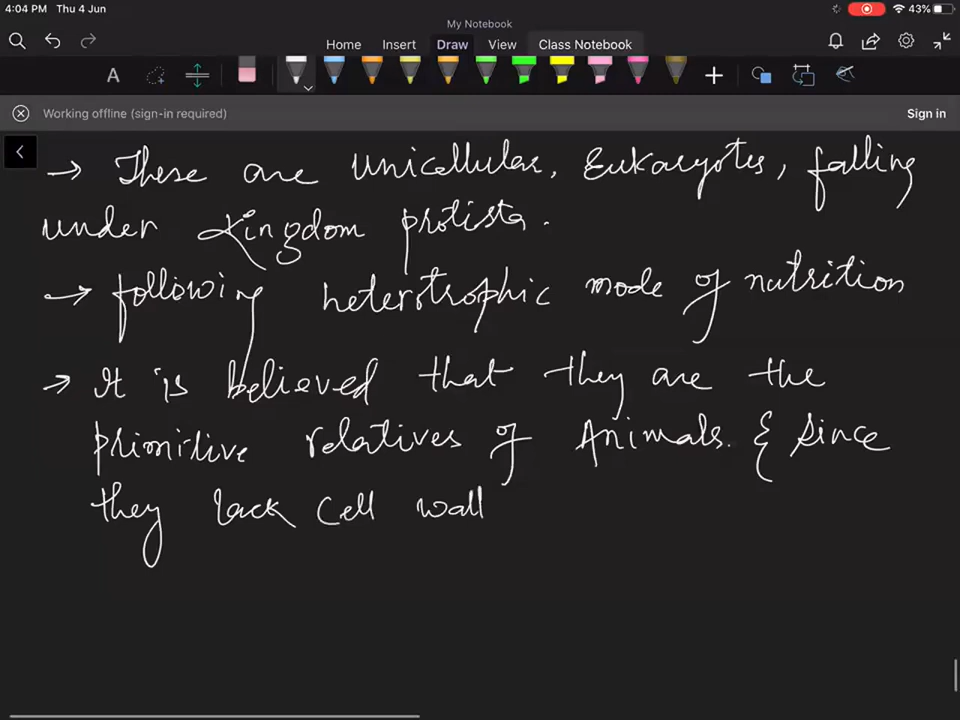 4:04 PM Thu 4 Jun
43%
My Notebook
Home Insert Draw View Class Notebook
A
Working offline (sign-in required) Sign in
→ These are unicellular, Eukaryotes, falling
under Kingdom protista.
→ following heterotrophic mode of nutrition
→ It is believed that they are the
primitive relatives of Animals. & Since
they lack cell wall